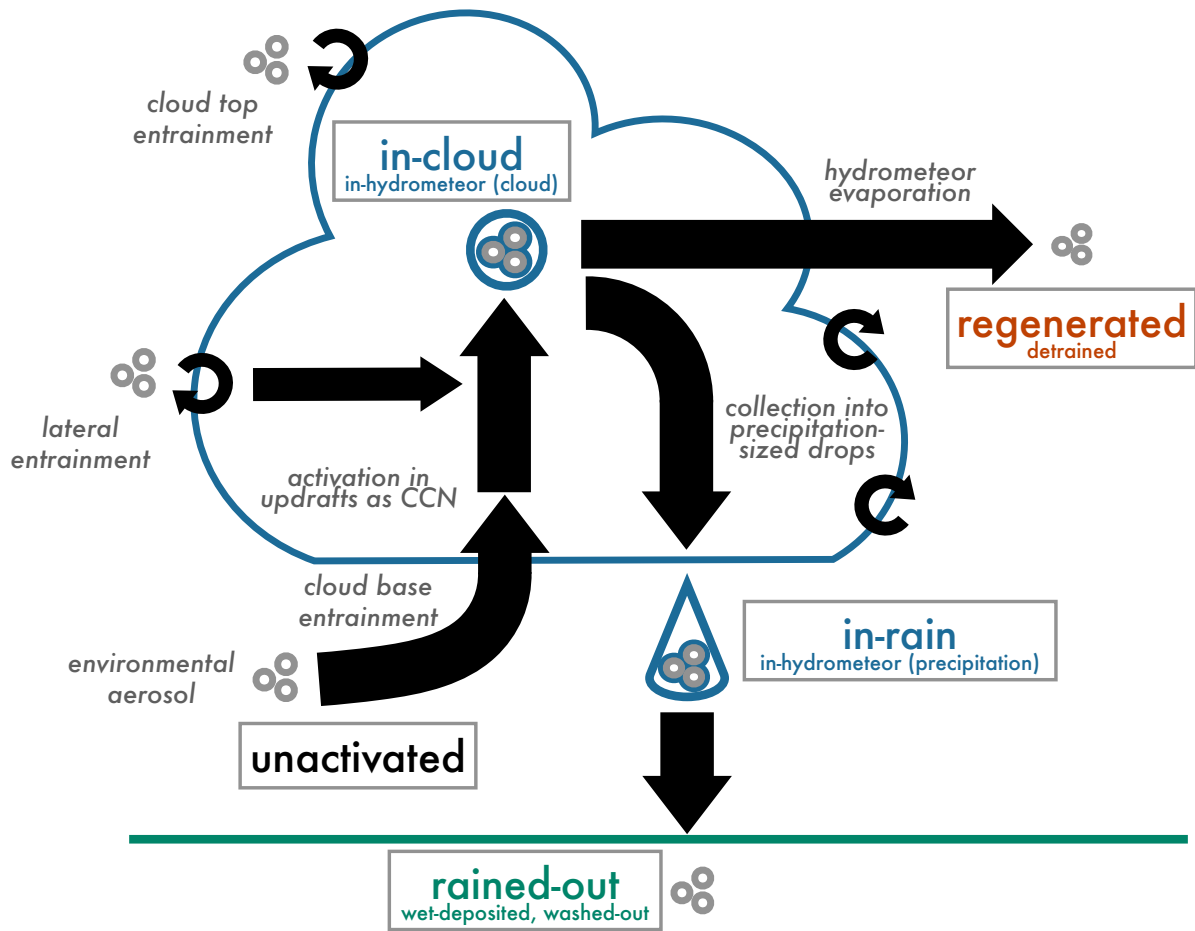 cloud top
entrainment
in-cloud
in-hydrometeor (cloud)
hydrometeor
evaporation
regenerated
detrained
lateral
entrainment
collection into
precipitation-
sized drops
activation in
updrafts as CCN
cloud base
entrainment
in-rain
in-hydrometeor (precipitation)
environmental
aerosol
unactivated
rained-out
wet-deposited, washed-out